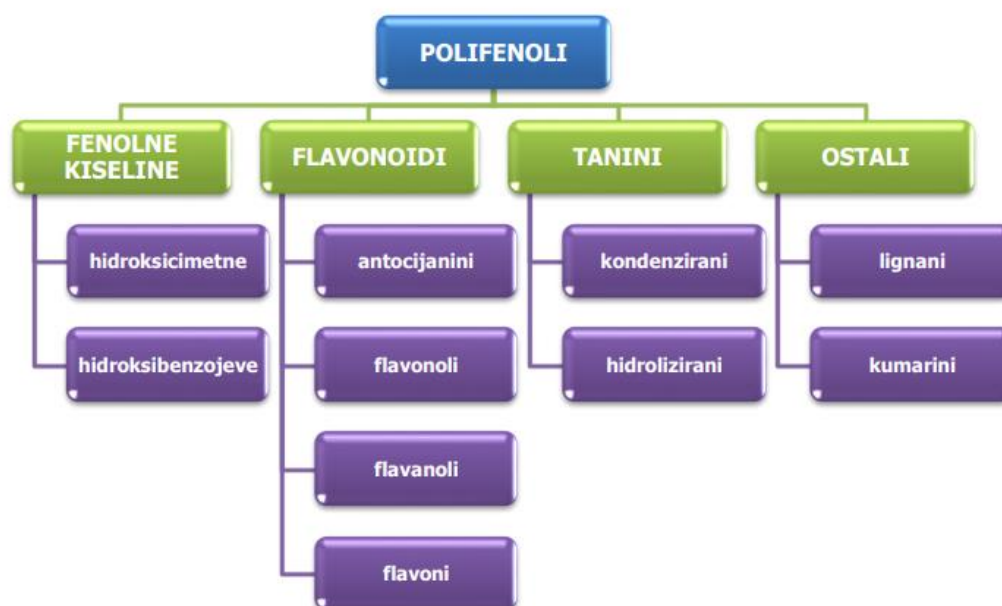 POLIFENOLI
FENOLNE
KISELINE
FLAVONOIDI
TANINI
OSTALI
hidroksicimetne
antocijanini
kondenzirani
lignani
hidroksibenzojeve
flavonoli
hidrolizirani
kumarini
flavanoli
flavoni